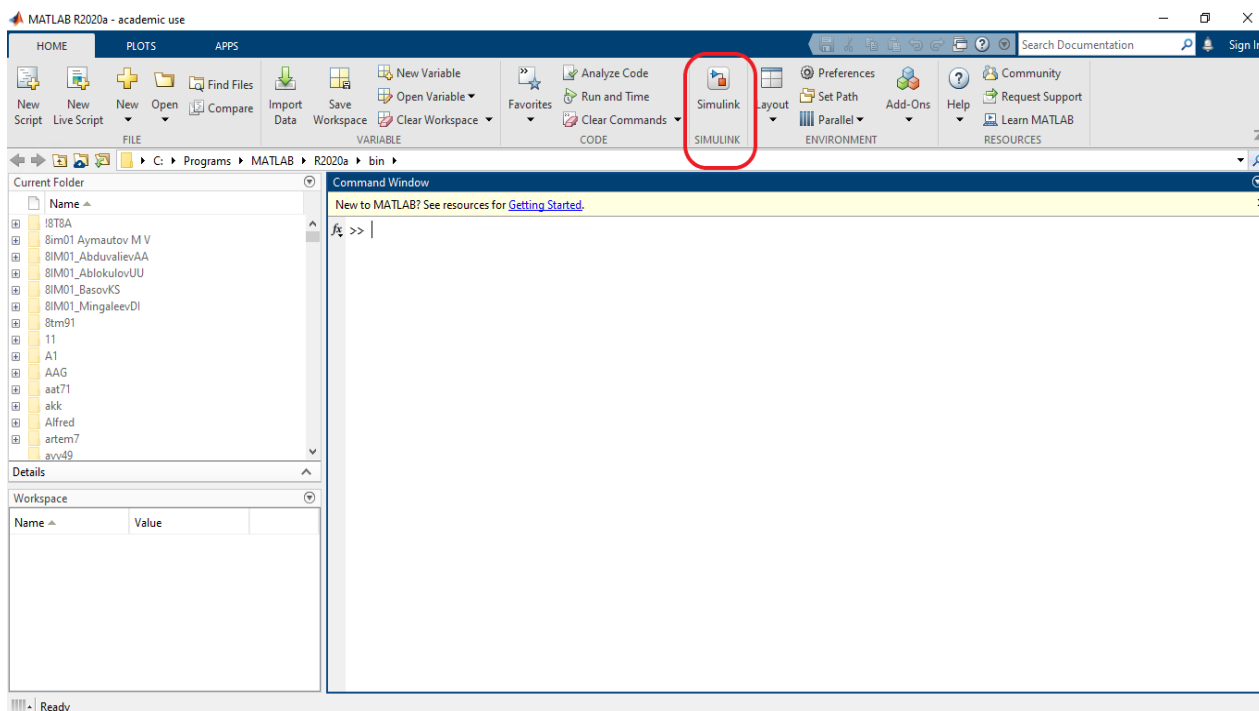 MATLAB R2020a - academic use
HOME PLOTS APPS
Search Documentation
Sign In
New Script
New Live Script
New
Open
Find Files
Compare
FILE
Import Data
Save Workspace
New Variable
Open Variable
Clear Workspace
VARIABLE
Favorites
Analyze Code
Run and Time
Clear Commands
CODE
Simulink
SIMULINK
Layout
Preferences
Set Path
Parallel
Add-Ons
ENVIRONMENT
Help
Community
Request Support
Learn MATLAB
RESOURCES
C: Programs MATLAB R2020a bin
Current Folder
Name
!8T8A
8im01 Aymautov M V
8IM01_AbduvalievAA
8IM01_AblokulovUU
8IM01_BasovKS
8IM01_MingaleevDI
8tm91
11
A1
AAG
aat71
akk
Alfred
artem7
avv49
Details
Workspace
Name Value
Command Window
New to MATLAB? See resources for Getting Started.
fx >>
Ready